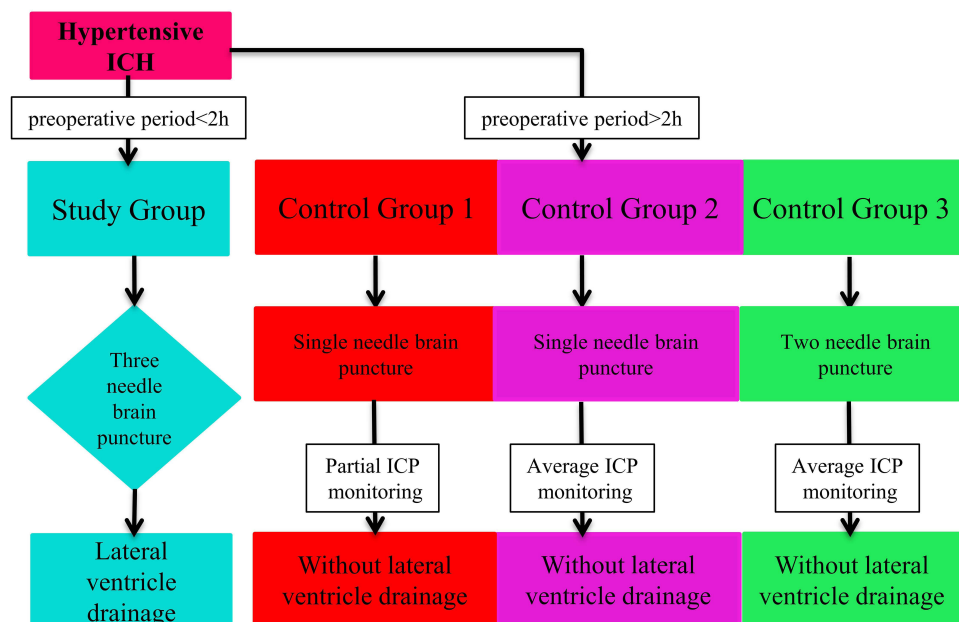 Hypertensive
ICH
preoperative period<2h
preoperative period>2h
Study Group
Control Group 1
Control Group 2
Control Group 3
Three
needle
brain
puncture
Single needle brain
puncture
Single needle brain
puncture
Two needle brain
puncture
Partial ICP
monitoring
Average ICP
monitoring
Average ICP
monitoring
Lateral
ventricle
drainage
Without lateral
ventricle drainage
Without lateral
ventricle drainage
Without lateral
ventricle drainage